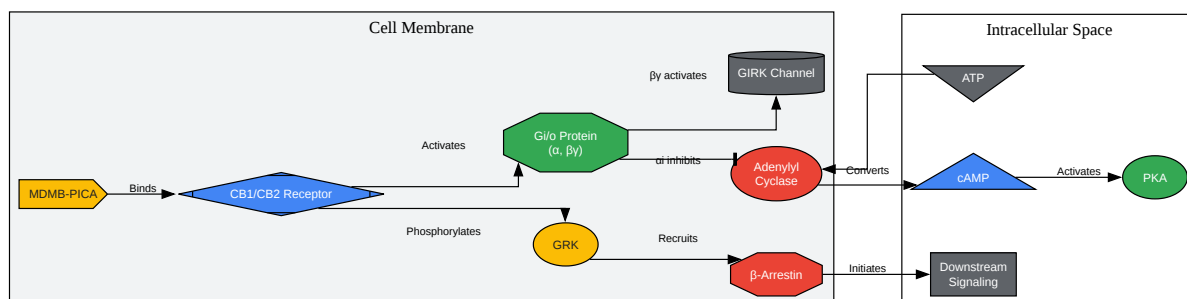 Cell Membrane
Intracellular Space
βγ activates
GIRK Channel
ATP
Activates
Gi/o Protein
(α, βγ)
αi inhibits
Adenylyl
Cyclase
Converts
cAMP
Activates
PKA
MDMB-PICA
Binds
CB1/CB2 Receptor
Phosphorylates
GRK
Recruits
β-Arrestin
Initiates
Downstream
Signaling